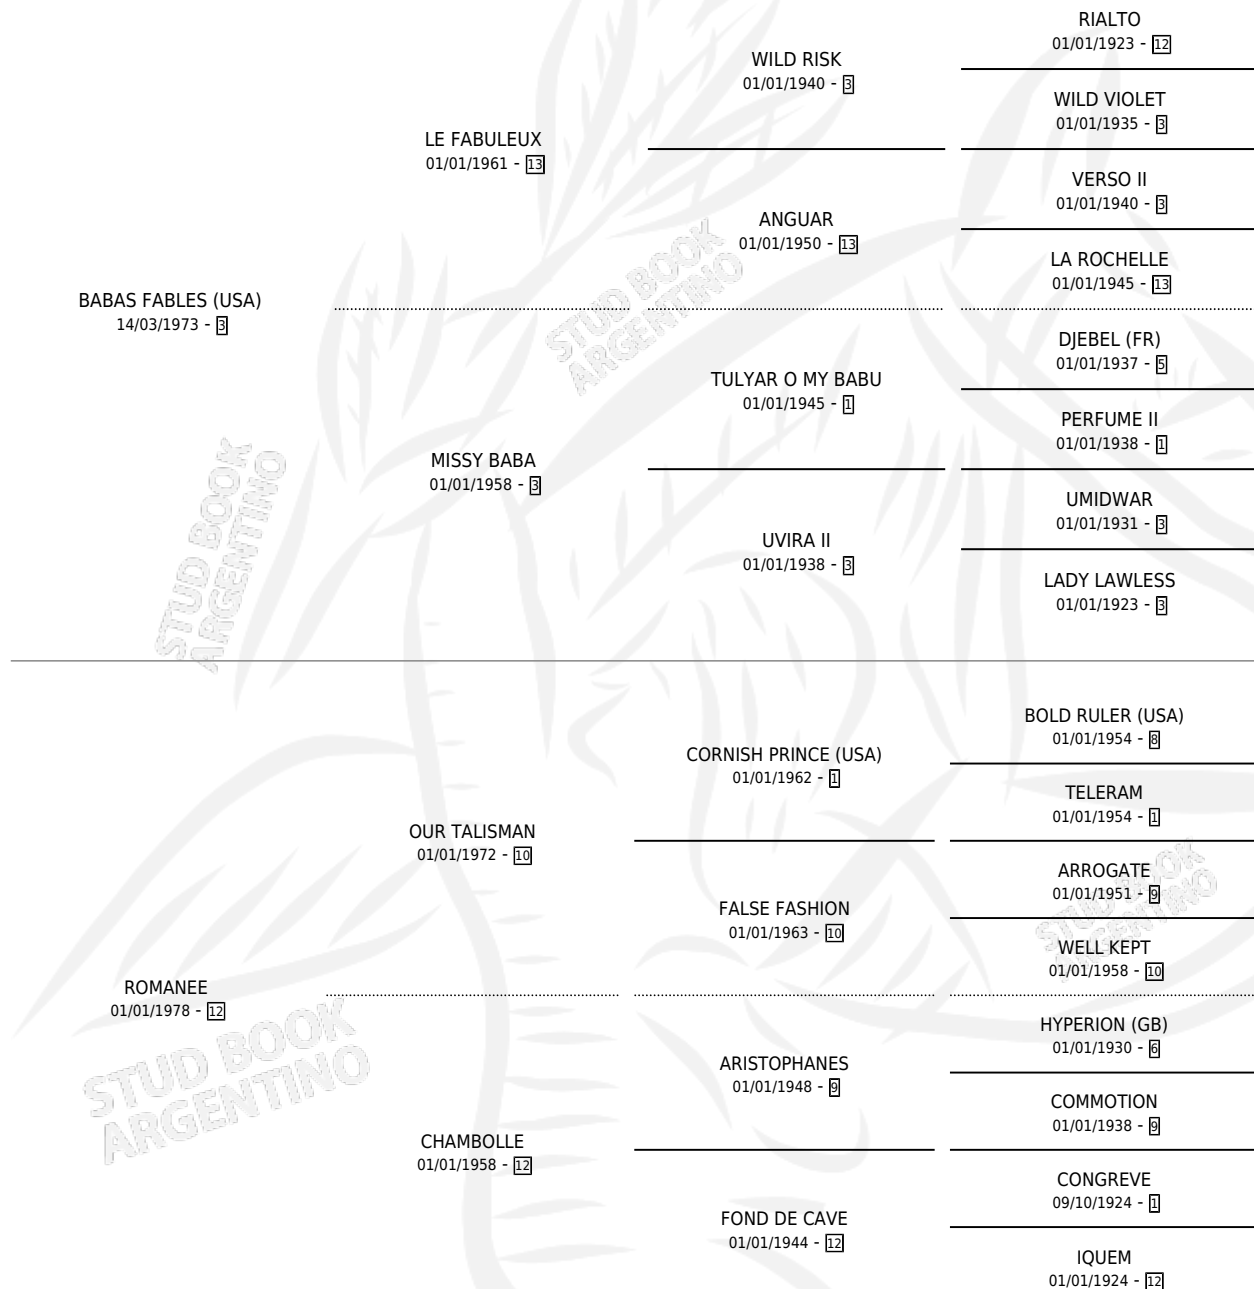 RIALTO
01/01/1923 - 12
WILD RISK
01/01/1940 - 3
WILD VIOLET
01/01/1935 - 3
LE FABULEUX
01/01/1961 - 13
VERSO II
01/01/1940 - 3
ANGUAR
01/01/1950 - 13
LA ROCHELLE
01/01/1945 - 13
BABAS FABLES (USA)
14/03/1973 - 3
DJEBEL (FR)
01/01/1937 - 5
TULYAR O MY BABU
01/01/1945 - 1
PERFUME II
01/01/1938 - 1
MISSY BABA
01/01/1958 - 3
UMIDWAR
01/01/1931 - 3
UVIRA II
01/01/1938 - 3
LADY LAWLESS
01/01/1923 - 3
STUD BOOK
ARGENTINO
STUD BOOK
ARGENTINO
BOLD RULER (USA)
01/01/1954 - 8
CORNISH PRINCE (USA)
01/01/1962 - 1
TELERAM
01/01/1954 - 1
OUR TALISMAN
01/01/1972 - 10
ARROGATE
01/01/1951 - 9
FALSE FASHION
01/01/1963 - 10
WELL KEPT
01/01/1958 - 10
ROMANEE
01/01/1978 - 12
HYPERION (GB)
01/01/1930 - 6
ARISTOPHANES
01/01/1948 - 9
COMMOTION
01/01/1938 - 9
CHAMBOLLE
01/01/1958 - 12
CONGREVE
09/10/1924 - 1
FOND DE CAVE
01/01/1944 - 12
IQUEM
01/01/1924 - 12
STUD BOOK
ARGENTINO
STUD BOOK
ARGENTINO